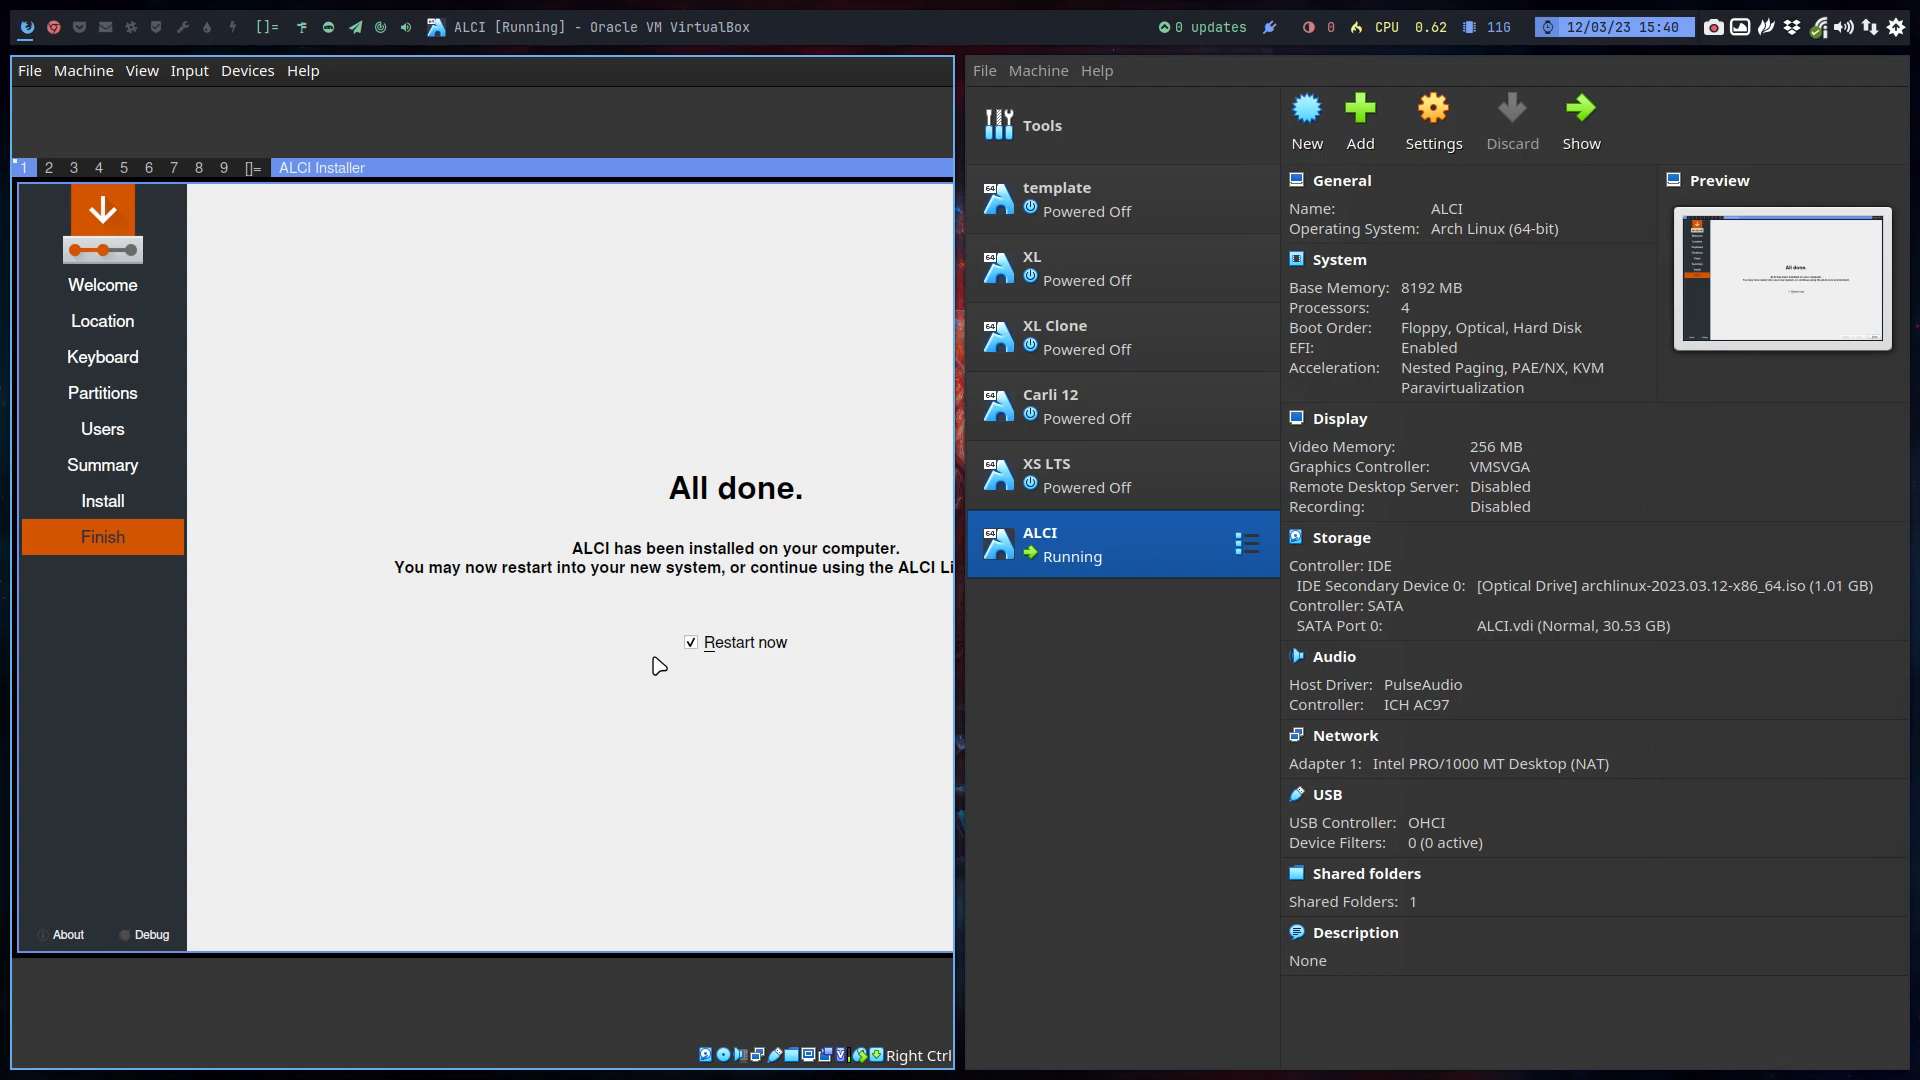 []=
ALCI [Running] - Oracle VM VirtualBox
0 updates
0
CPU 0.62
11G
12/03/23 15:40
File Machine View Input Devices Help
1 2 3 4 5 6 7 8 9 []= ALCI Installer
Welcome
Location
Keyboard
Partitions
Users
Summary
Install
Finish
About Debug
All done.
ALCI has been installed on your computer.
You may now restart into your new system, or continue using the ALCI Li
Restart now
Right Ctrl
File Machine Help
Tools
New Add Settings Discard Show
64 template
Powered Off
64 XL
Powered Off
64 XL Clone
Powered Off
64 Carli 12
Powered Off
64 XS LTS
Powered Off
64 ALCI
Running
General
Name: ALCI
Operating System: Arch Linux (64-bit)
System
Base Memory: 8192 MB
Processors: 4
Boot Order: Floppy, Optical, Hard Disk
EFI: Enabled
Acceleration: Nested Paging, PAE/NX, KVM
Paravirtualization
Preview
All done.
Display
Video Memory: 256 MB
Graphics Controller: VMSVGA
Remote Desktop Server: Disabled
Recording: Disabled
Storage
Controller: IDE
IDE Secondary Device 0: [Optical Drive] archlinux-2023.03.12-x86_64.iso (1.01 GB)
Controller: SATA
SATA Port 0: ALCI.vdi (Normal, 30.53 GB)
Audio
Host Driver: PulseAudio
Controller: ICH AC97
Network
Adapter 1: Intel PRO/1000 MT Desktop (NAT)
USB
USB Controller: OHCI
Device Filters: 0 (0 active)
Shared folders
Shared Folders: 1
Description
None